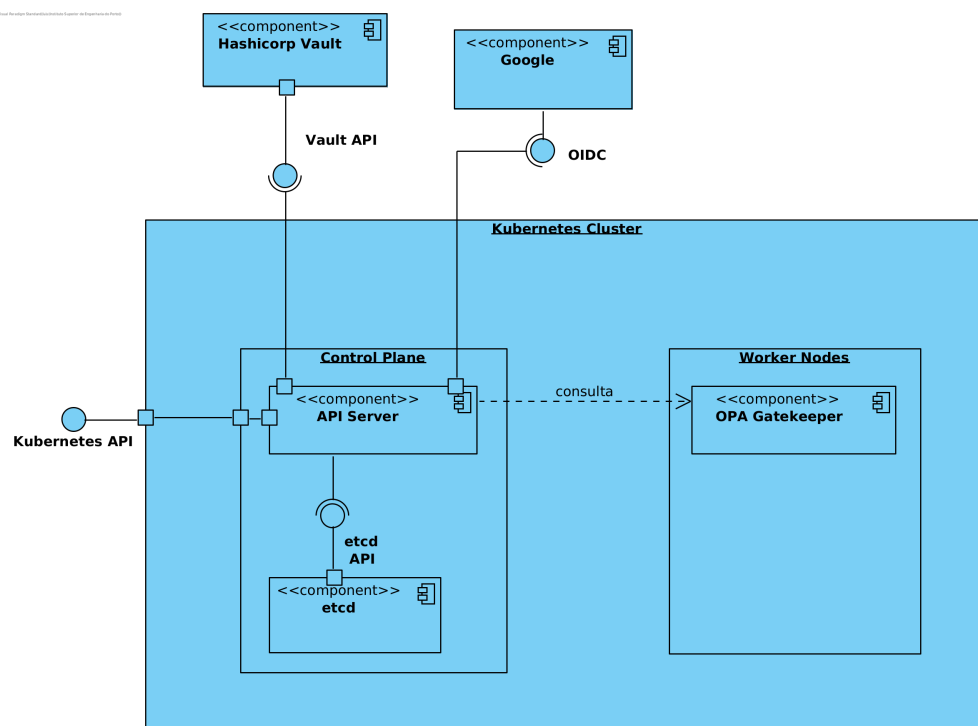 <<component>>
Hashicorp Vault
<<component>>
Google
Vault API
OIDC
Kubernetes Cluster
Control Plane
Worker Nodes
<<component>>
API Server
consulta
<<component>>
OPA Gatekeeper
Kubernetes API
etcd
API
<<component>>
etcd